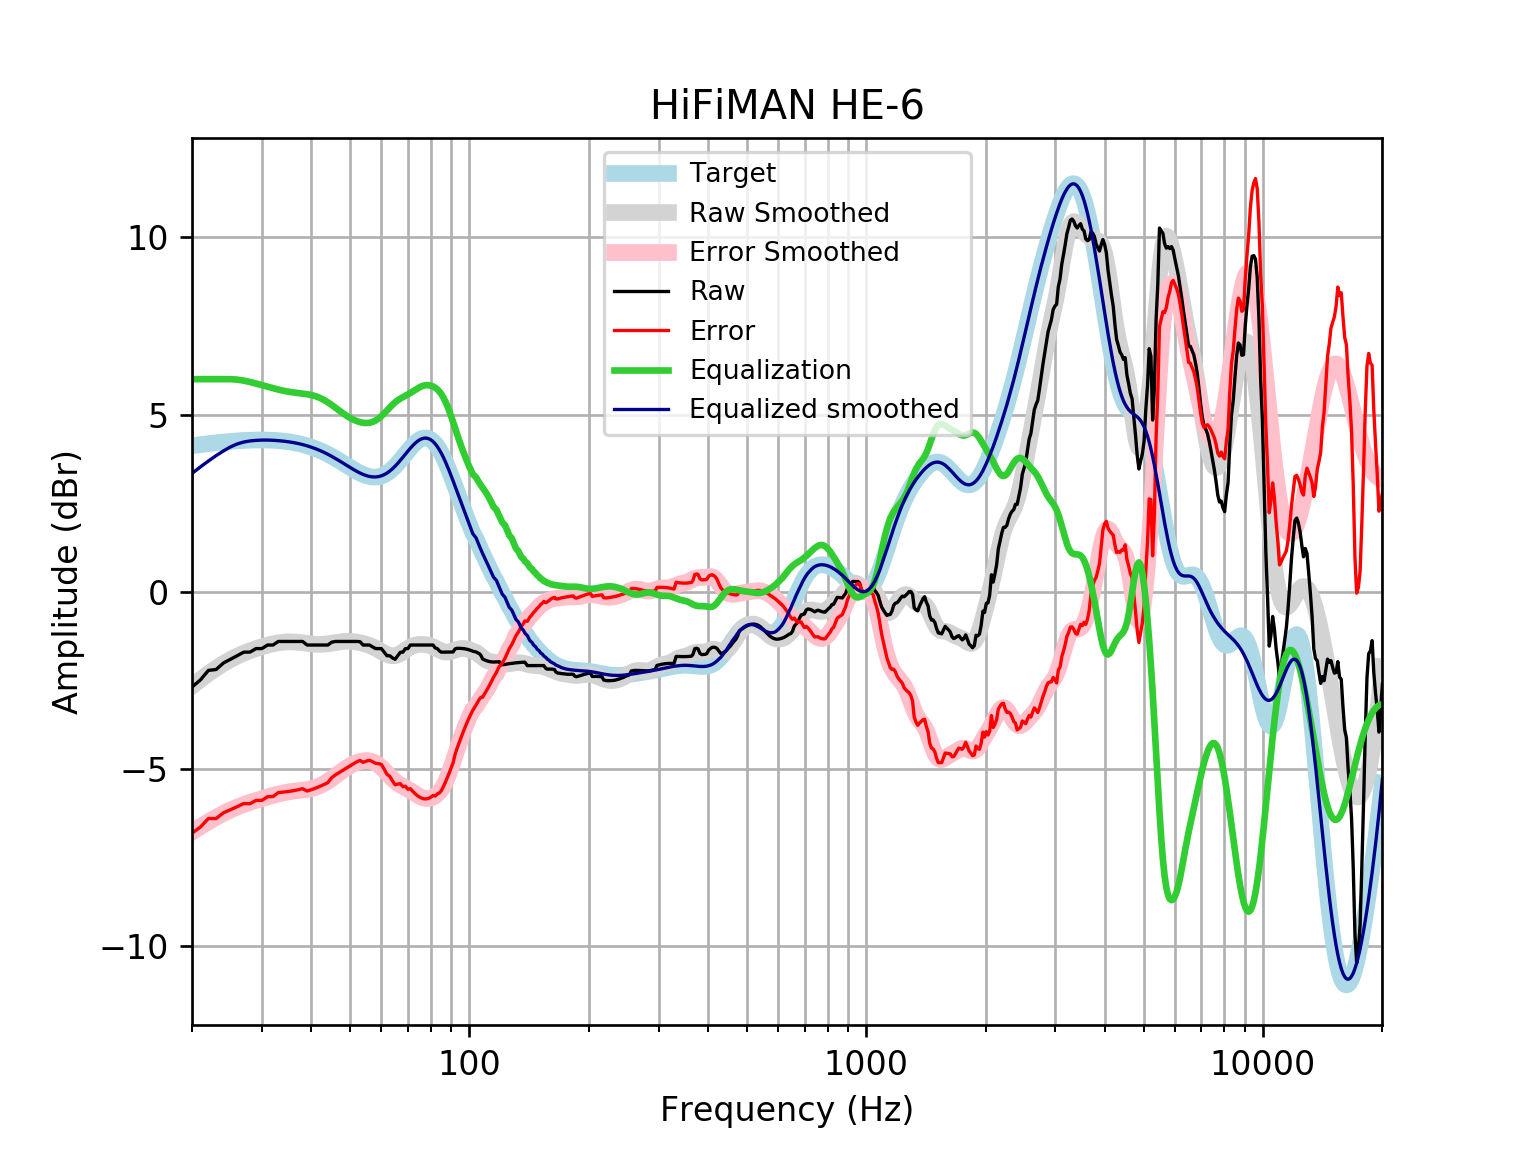 HiFiMAN HE-6
Target
Raw Smoothed
Error Smoothed
Raw
Error
Equalization
Equalized smoothed
10
5
0
−5
−10
Amplitude (dBr)
100 1000 10000
Frequency (Hz)